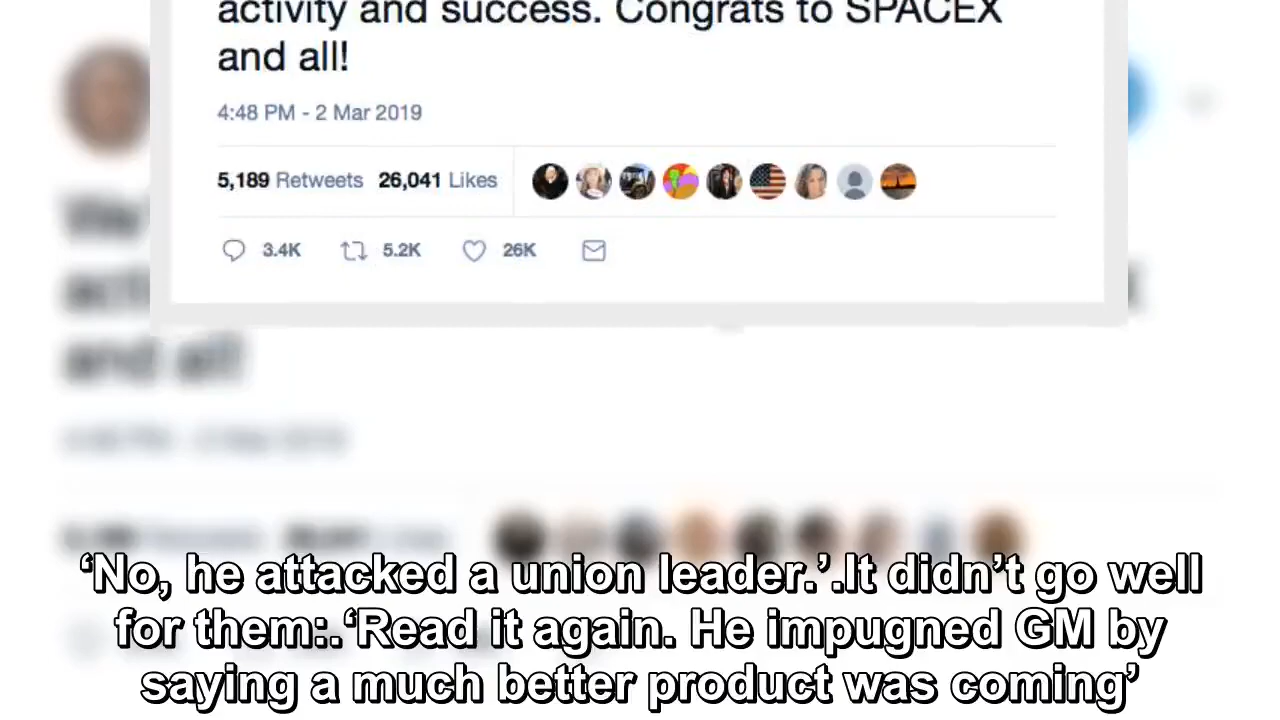 activity and success. Congrats to SPACEX
and all!
4:48 PM - 2 Mar 2019
5,189 Retweets 26,041 Likes
3.4K 5.2K 26K
and all!
‘No, he attacked a union leader.’.It didn’t go well
for them:.‘Read it again. He impugned GM by
saying a much better product was coming’